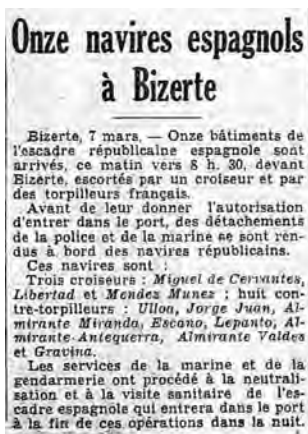 Onze navires espagnols
à Bizerte
Bizerte, 7 mars. — Onze bâtiments de
l'escadre républicaine espagnole sont
arrivés, ce matin vers 8 h. 30, devant
Bizerte, escortés par un croiseur et par
des torpilleurs français.
Avant de leur donner l'autorisation
d'entrer dans le port, des détachements
de la police et de la marine se sont ren-
dus à bord des navires républicains.
Ces navires sont :
Trois croiseurs : Miguel de Cervantes,
Libertad et Mendez Munez ; huit con-
tre-torpilleurs : Ulloa, Jorge Juan, Al-
mirante Miranda, Escano, Lepanto, Al-
mirante-Antequerra, Almirante Valdes
et Gravina.
Les services de la marine et de la
gendarmerie ont procédé à la neutrali-
sation et à la visite sanitaire de l'es-
cadre espagnole qui entrera dans le port
à la fin de ces opérations dans la nuit